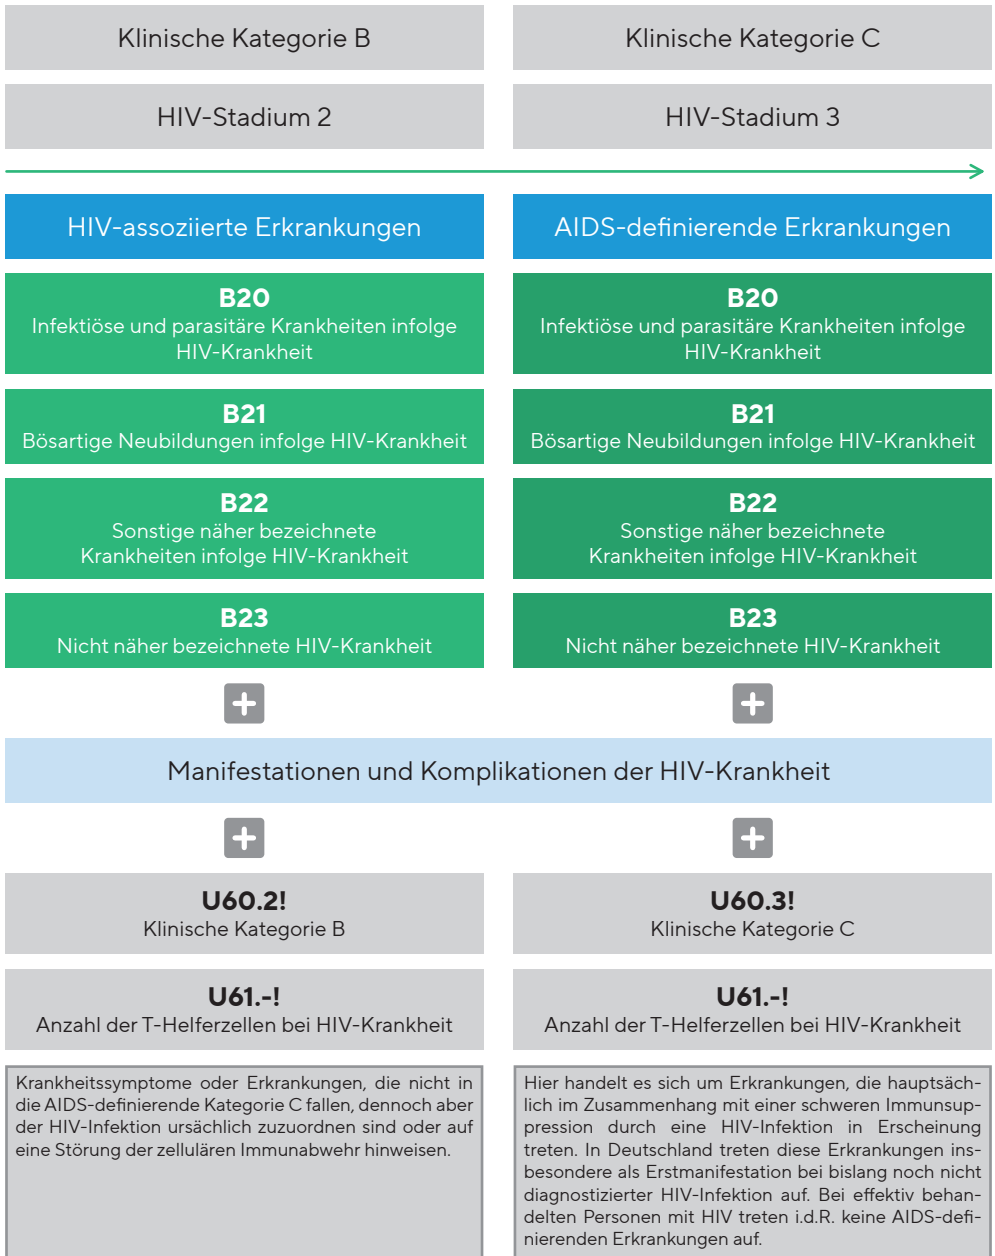 Klinische Kategorie B
Klinische Kategorie C
HIV-Stadium 2
HIV-Stadium 3
HIV-assoziierte Erkrankungen
AIDS-definierende Erkrankungen
B20
Infektiöse und parasitäre Krankheiten infolge
HIV-Krankheit
B20
Infektiöse und parasitäre Krankheiten infolge
HIV-Krankheit
B21
Bösartige Neubildungen infolge HIV-Krankheit
B21
Bösartige Neubildungen infolge HIV-Krankheit
B22
Sonstige näher bezeichnete
Krankheiten infolge HIV-Krankheit
B22
Sonstige näher bezeichnete
Krankheiten infolge HIV-Krankheit
B23
Nicht näher bezeichnete HIV-Krankheit
B23
Nicht näher bezeichnete HIV-Krankheit
Manifestationen und Komplikationen der HIV-Krankheit
U60.2!
Klinische Kategorie B
U60.3!
Klinische Kategorie C
U61.-!
Anzahl der T-Helferzellen bei HIV-Krankheit
U61.-!
Anzahl der T-Helferzellen bei HIV-Krankheit
Krankheitssymptome oder Erkrankungen, die nicht in
die AIDS-definierende Kategorie C fallen, dennoch aber
der HIV-Infektion ursächlich zuzuordnen sind oder auf
eine Störung der zellulären Immunabwehr hinweisen.
Hier handelt es sich um Erkrankungen, die hauptsäch-
lich im Zusammenhang mit einer schweren Immunsup-
pression durch eine HIV-Infektion in Erscheinung
treten. In Deutschland treten diese Erkrankungen ins-
besondere als Erstmanifestation bei bislang noch nicht
diagnostizierter HIV-Infektion auf. Bei effektiv behan-
delten Personen mit HIV treten i.d.R. keine AIDS-defi-
nierenden Erkrankungen auf.